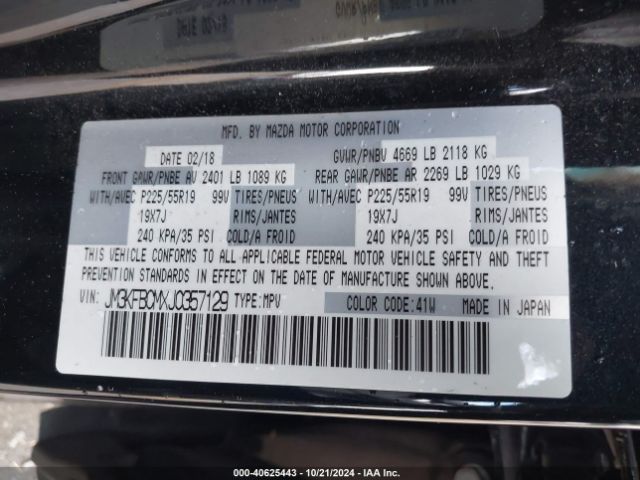 MFD. BY MAZDA MOTOR CORPORATION
DATE 02/18 GVWR/PNBV 4669 LB 2118 KG
FRONT GAWR/PNBE AV 2401 LB 1089 KG REAR GAWR/PNBE AR 2269 LB 1029 KG
WITH/AVEC P225/55R19 99V TIRES/PNEUS WITH/AVEC P225/55R19 99V TIRES/PNEUS
19X7J RIMS/JANTES 19X7J RIMS/JANTES
240 KPA/35 PSI COLD/A FROID 240 KPA/35 PSI COLD/A FROID
THIS VEHICLE CONFORMS TO ALL APPLICABLE FEDERAL MOTOR VEHICLE SAFETY AND THEFT
PREVENTION STANDARDS IN EFFECT ON THE DATE OF MANUFACTURE SHOWN ABOVE.
VIN: JM3KFBCMXJ0357129 TYPE:MPV COLOR CODE:41W MADE IN JAPAN
000-40625443 - 10/21/2024 - IAA Inc.